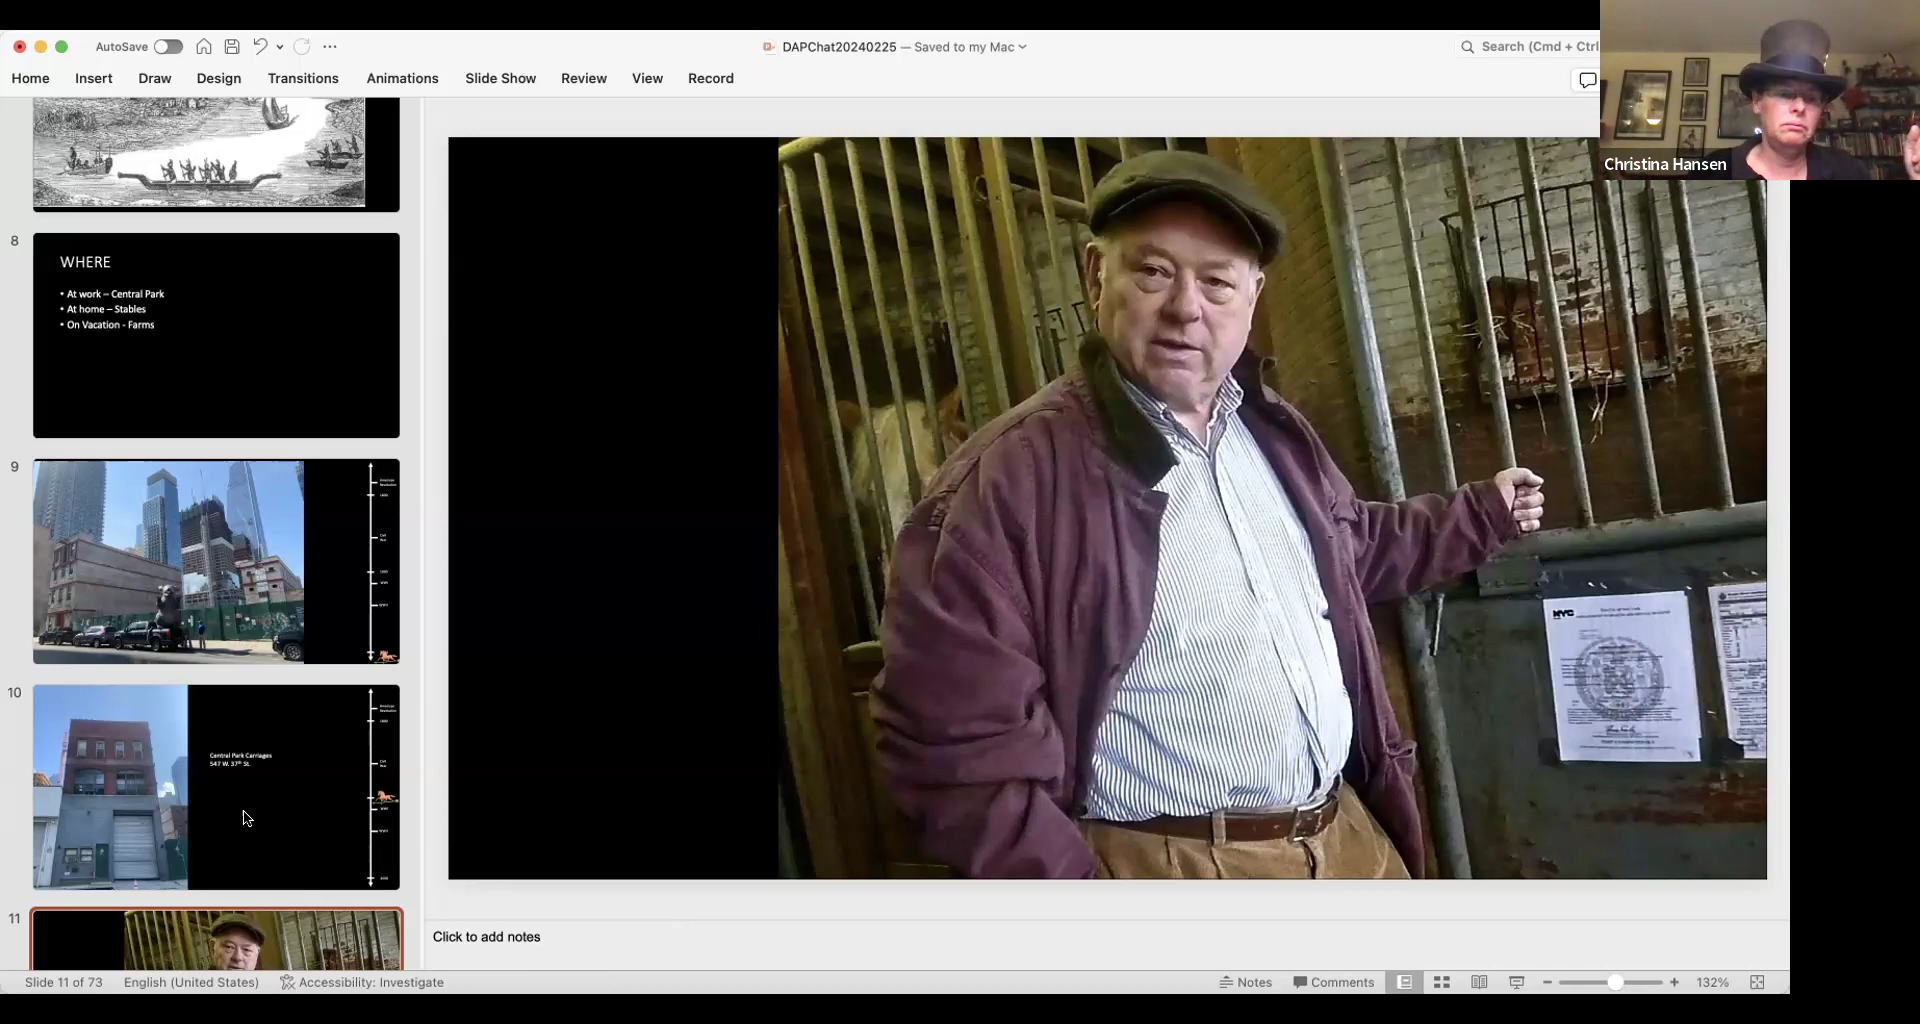 AutoSave
DAPChat20240225 — Saved to my Mac
Search (Cmd + Ctrl
Home Insert Draw Design Transitions Animations Slide Show Review View Record
Christina Hansen
8
WHERE
• At work – Central Park
• At home – Stables
• On Vacation - Farms
9
10
Central Park Carriages
547 W. 37th St.
11
NYC
Click to add notes
Slide 11 of 73 English (United States) Accessibility: Investigate Notes Comments 132%